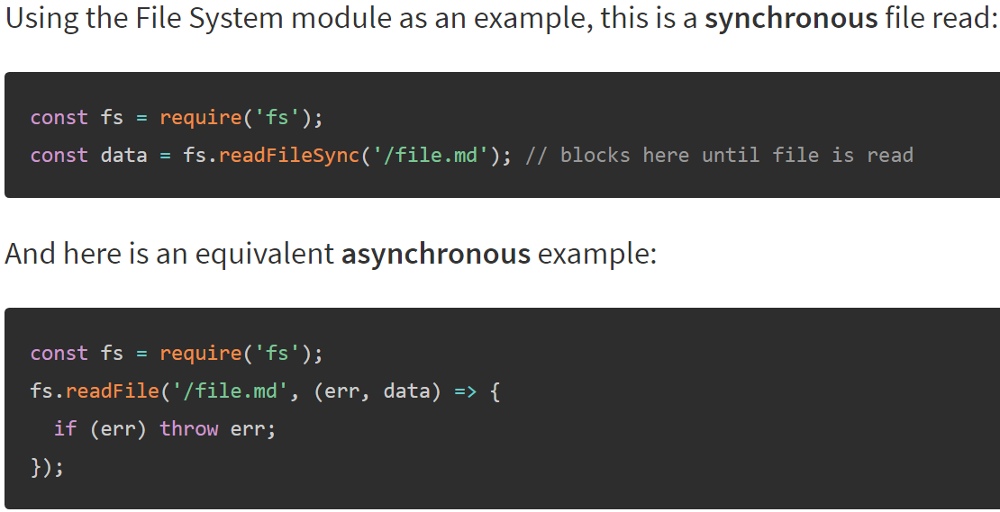 Using the File System module as an example, this is a synchronous file read:
const fs = require('fs');
const data = fs.readFileSync('/file.md'); // blocks here until file is read
And here is an equivalent asynchronous example:
const fs = require('fs');
fs.readFile('/file.md', (err, data) => {
  if (err) throw err;
});